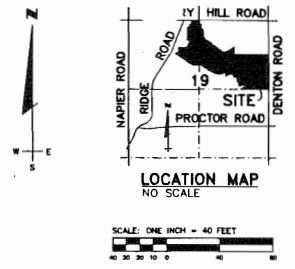 N
RY HILL ROAD
NAPIER ROAD
RIDGE ROAD
DENTON ROAD
19
SITE
N
PROCTOR ROAD
W E
S
LOCATION MAP
NO SCALE
SCALE: ONE INCH = 40 FEET
40 30 20 10 0 40 80